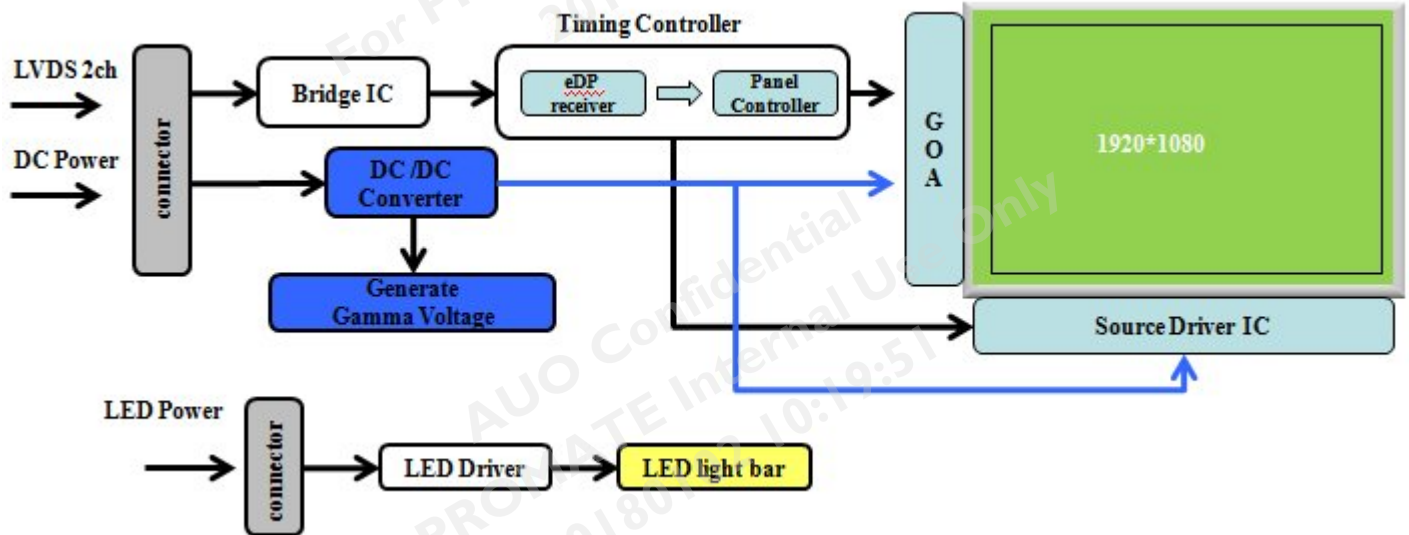 Timing Controller
LVDS 2ch
connector
Bridge IC
eDP
receiver
Panel
Controller
G
O
A
1920*1080
DC Power
DC /DC
Converter
Generate
Gamma Voltage
Source Driver IC
LED Power
connector
LED Driver
LED light bar
AUO Confidential
PROMATE Internal Use Only